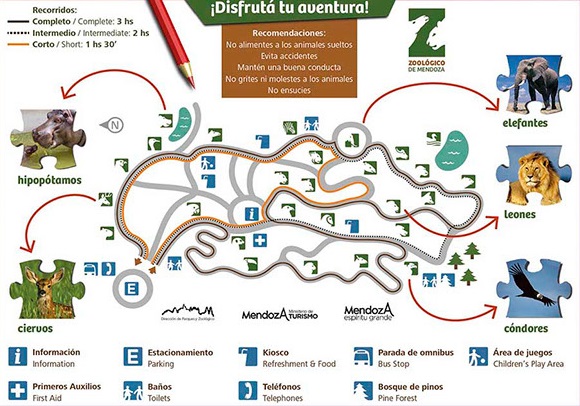 ¡Disfrutá tu aventura!
Recorridos:
Completo / Complete: 3 hs
Intermedio / Intermediate: 2 hs
Corto / Short: 1 hs 30’
Recomendaciones:
No alimentes a los animales sueltos
Evita accidentes
Mantén una buena conducta
No grites ni molestes a los animales
No ensucies
ZOOLÓGICO
DE MENDOZA
elefantes
N
hipopótamos
leones
i
E
ciervos
cóndores
Dirección de Parques y Zoológico
MendozA Ministerio de TURISMO
MendozA
espíritu grande
i
Información
Information
E
Estacionamiento
Parking
Kiosco
Refreshment & Food
Parada de omnibus
Bus Stop
Área de juegos
Children's Play Area
Primeros Auxilios
First Aid
Baños
Toilets
Teléfonos
Telephones
Bosque de pinos
Pine Forest